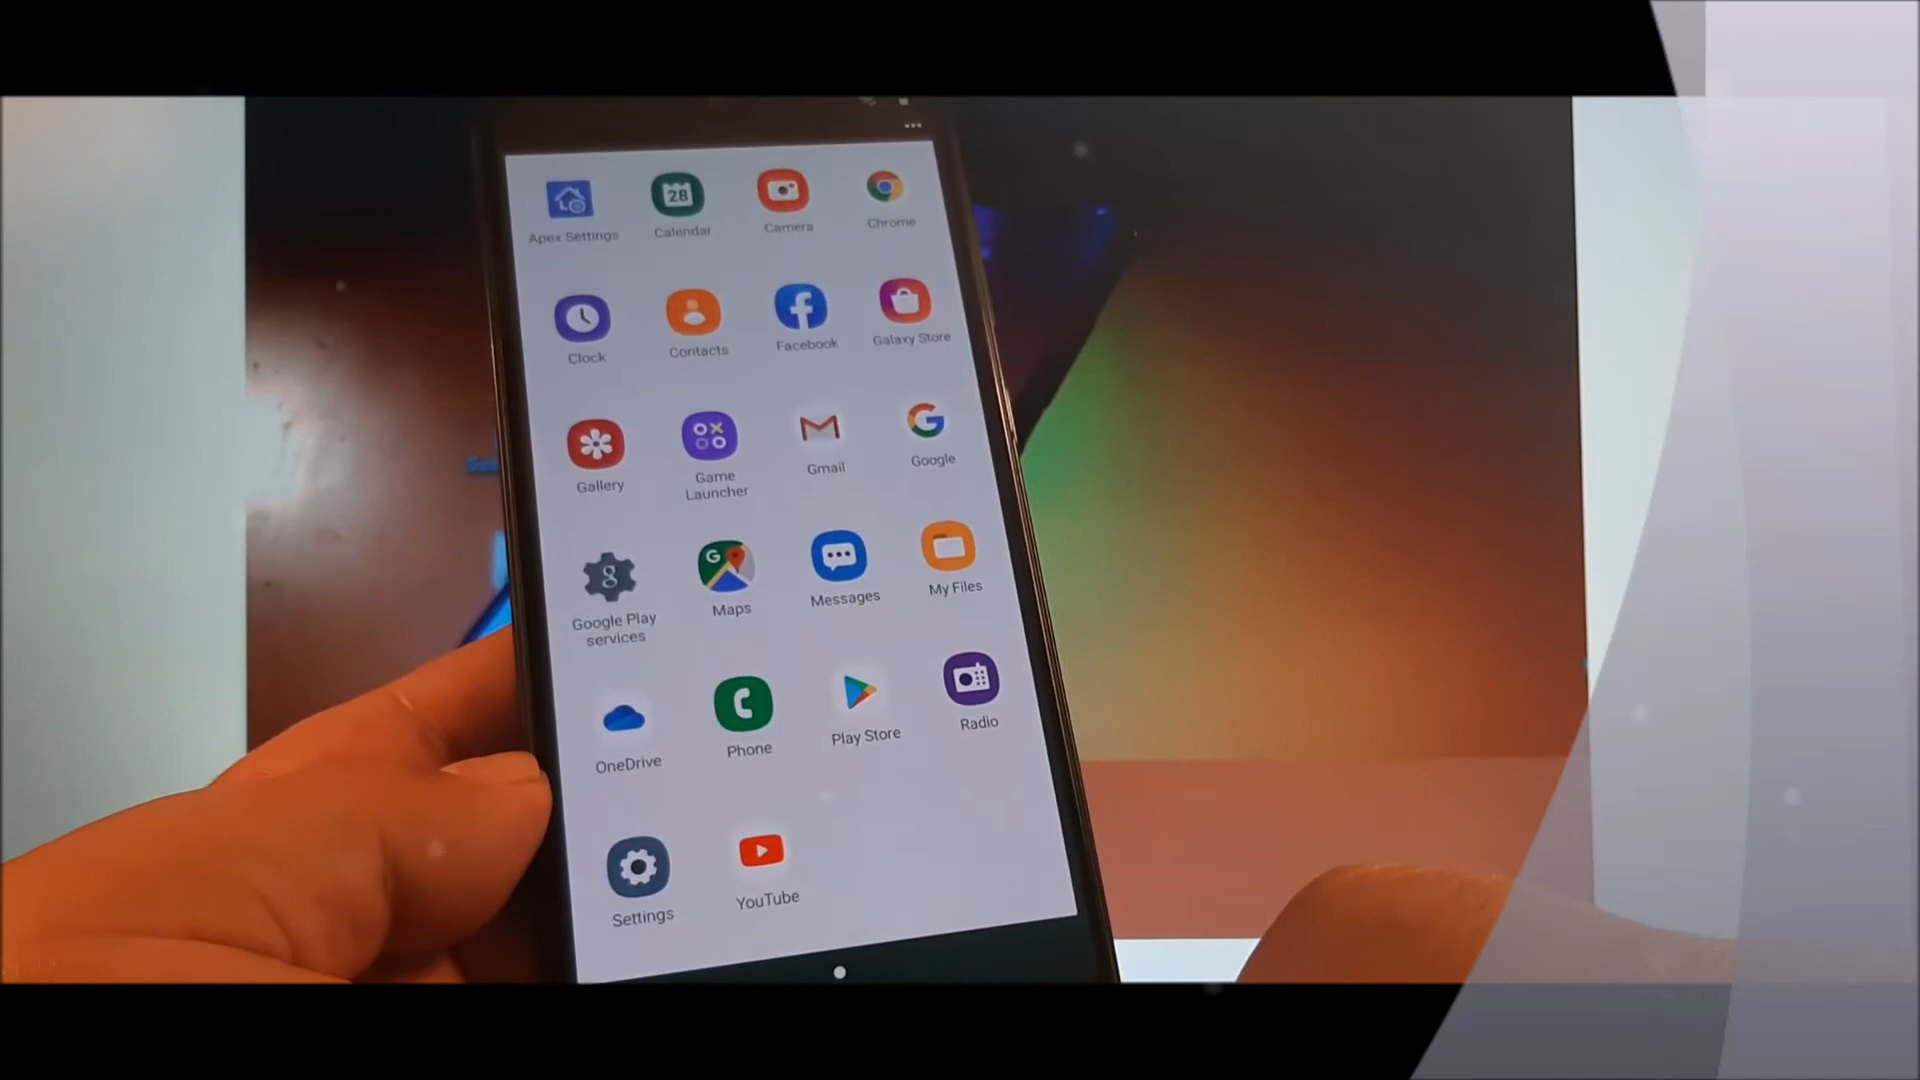 28
Apex Settings
Calendar
Camera
Chrome
Clock
Contacts
Facebook
Galaxy Store
Gallery
Game
Launcher
Gmail
Google
Google Play
services
Maps
Messages
My Files
OneDrive
Phone
Play Store
Radio
Settings
YouTube